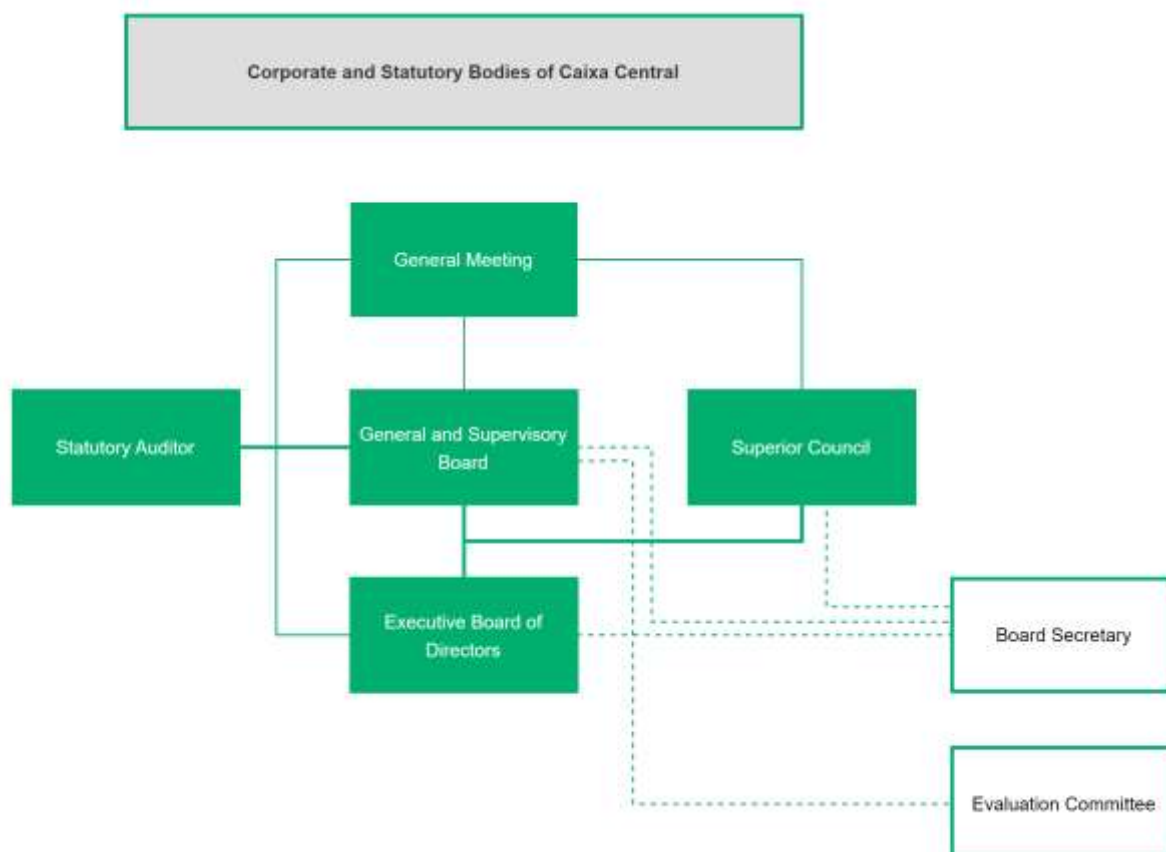 Corporate and Statutory Bodies of Caixa Central
General Meeting
Statutory Auditor
General and Supervisory
Board
Superior Council
Executive Board of
Directors
Board Secretary
Evaluation Committee